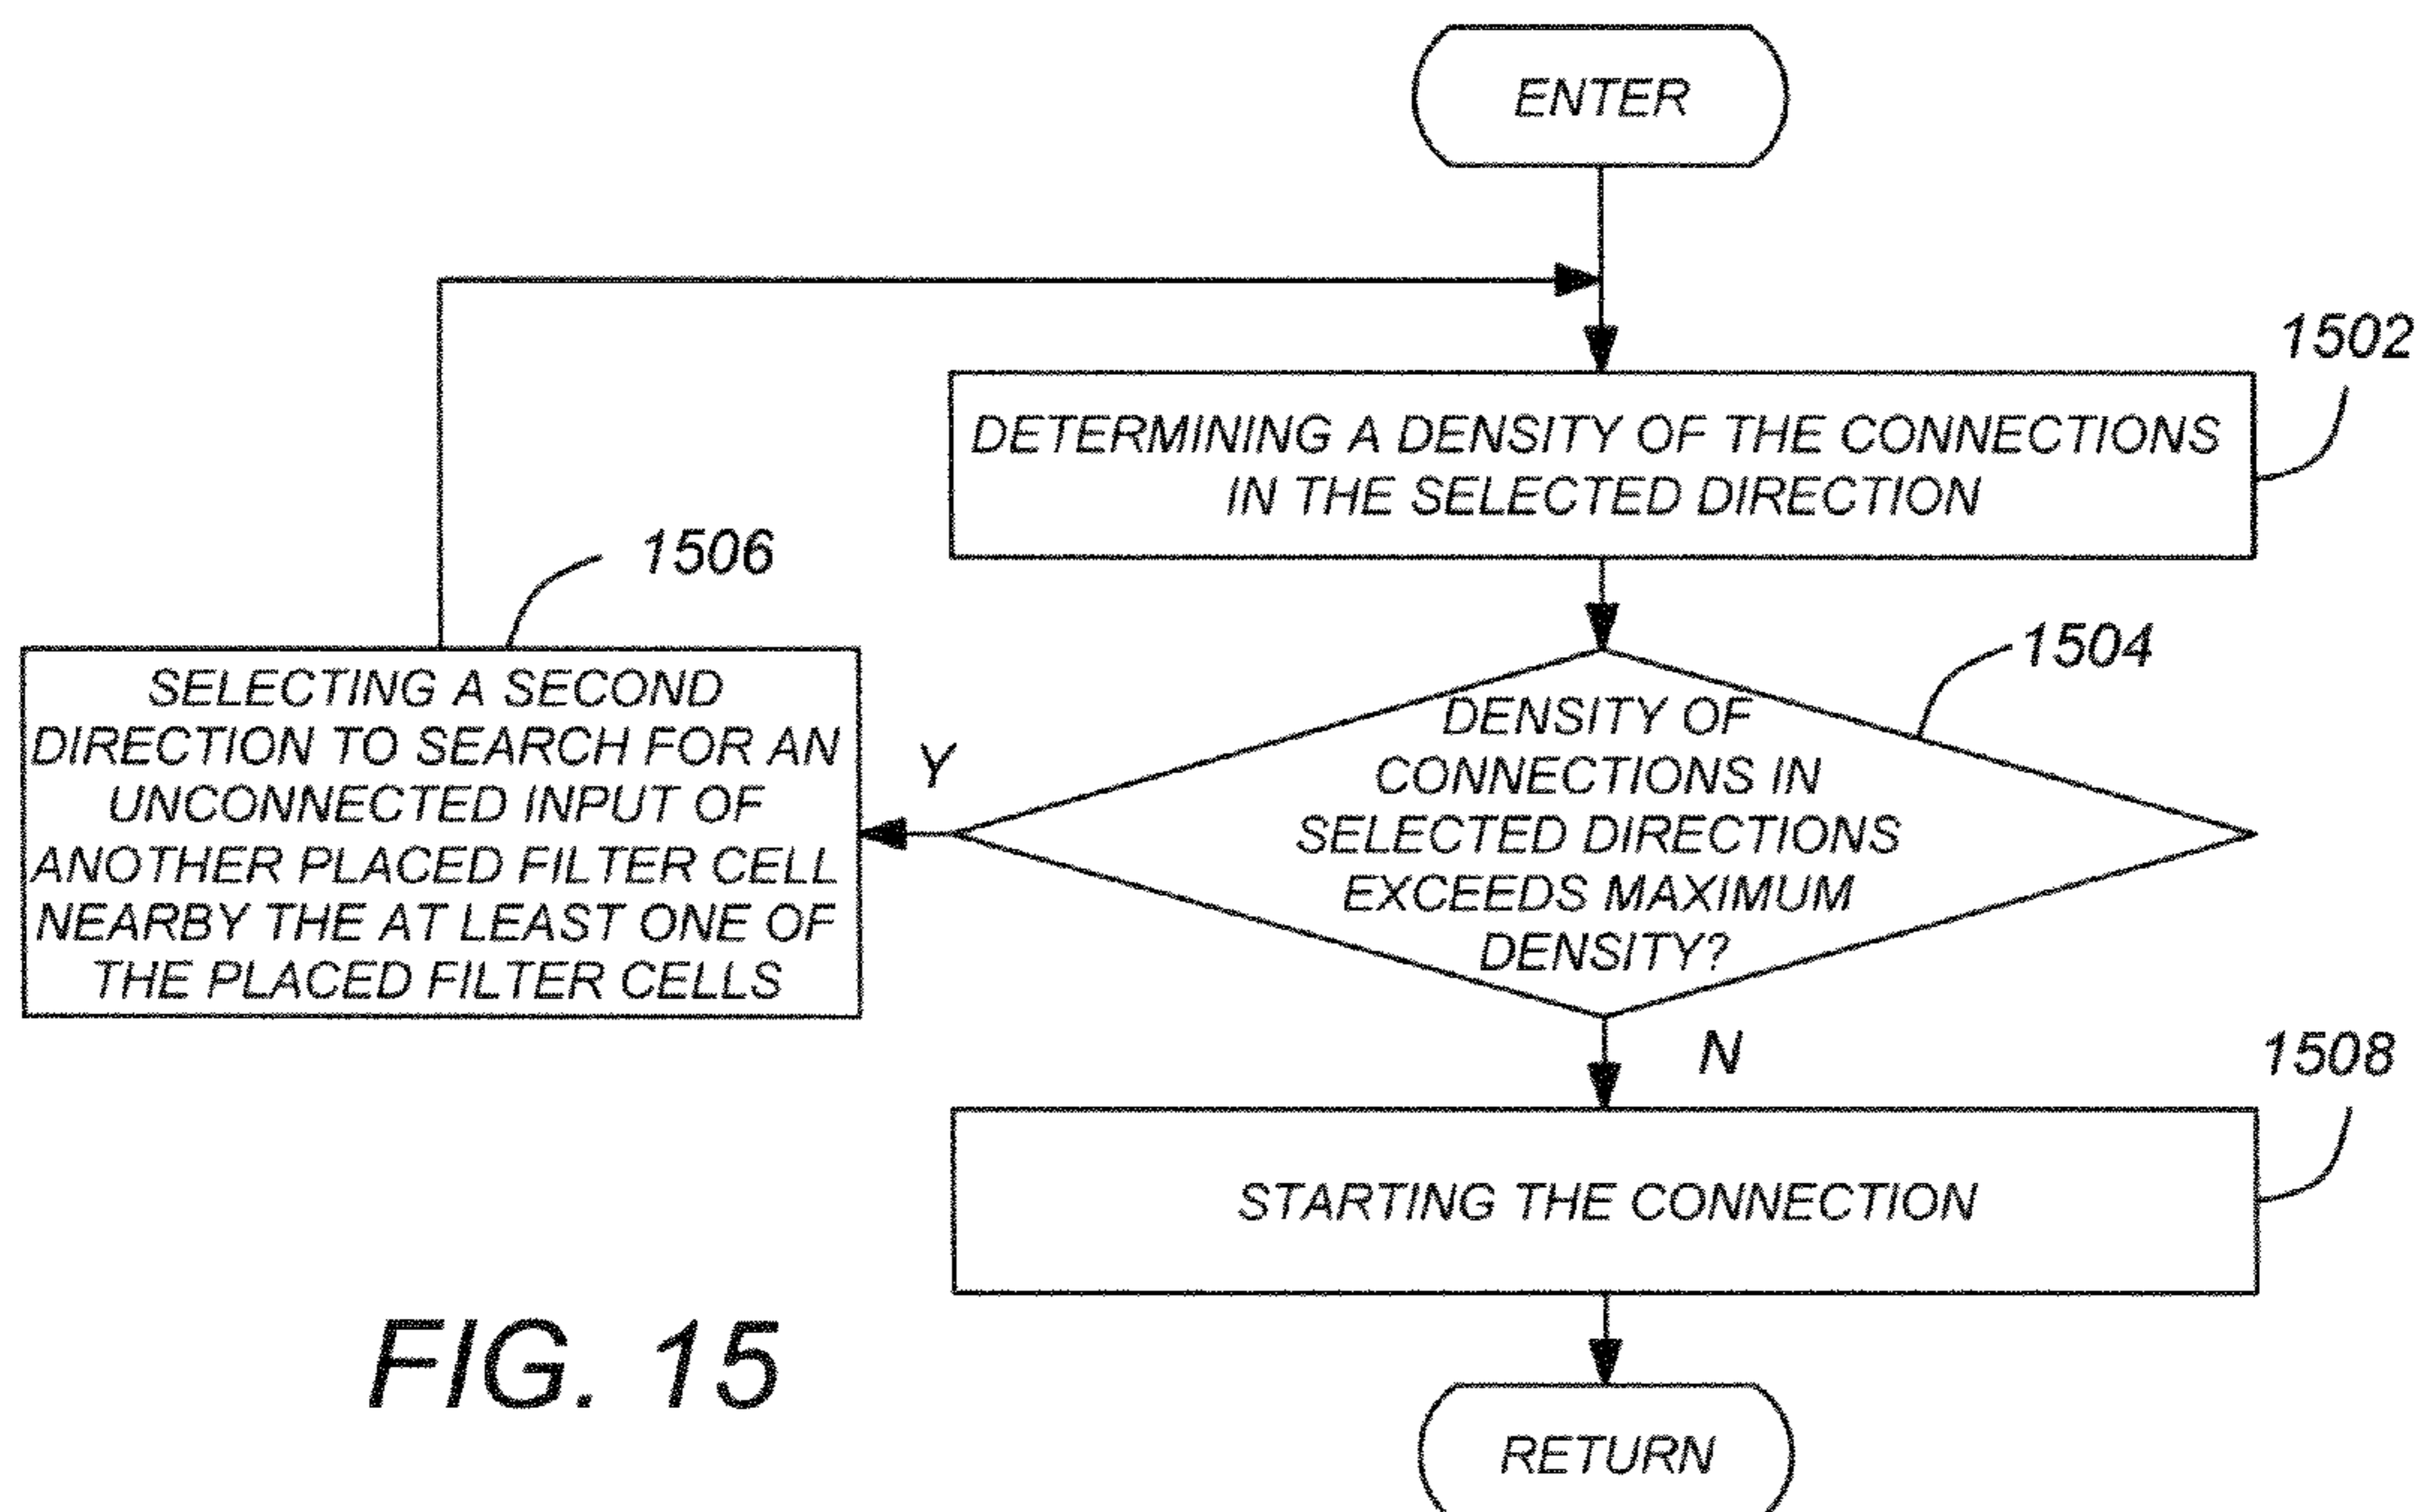 ENTER
1502
DETERMINING A DENSITY OF THE CONNECTIONS
IN THE SELECTED DIRECTION
1506
SELECTING A SECOND
DIRECTION TO SEARCH FOR AN
UNCONNECTED INPUT OF
ANOTHER PLACED FILTER CELL
NEARBY THE AT LEAST ONE OF
THE PLACED FILTER CELLS
1504
DENSITY OF
CONNECTIONS IN
SELECTED DIRECTIONS
EXCEEDS MAXIMUM
DENSITY?
Y
N
1508
STARTING THE CONNECTION
RETURN
FIG. 15